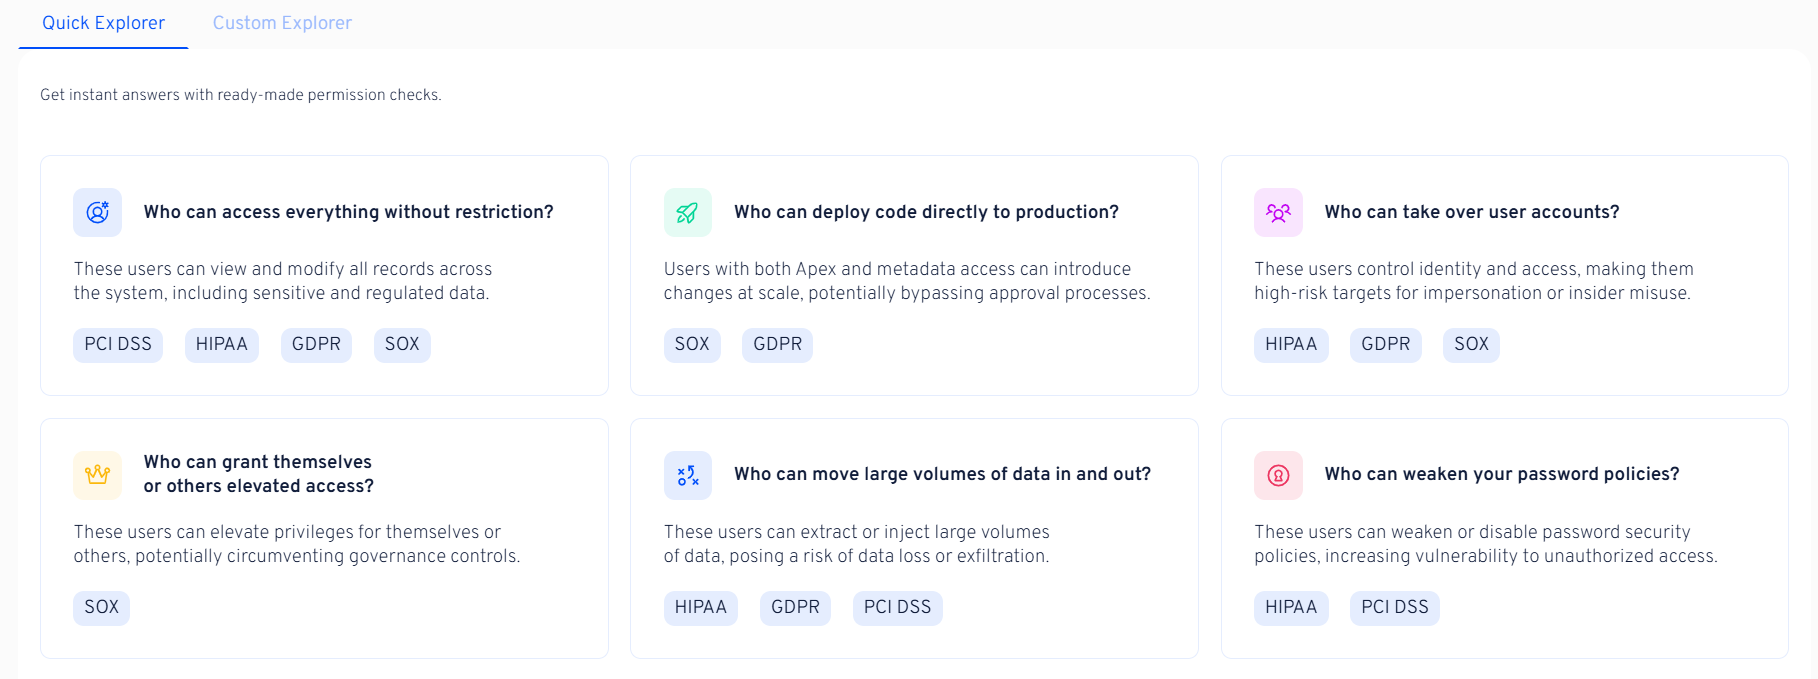 Quick Explorer
Custom Explorer
Get instant answers with ready-made permission checks.
Who can access everything without restriction?
These users can view and modify all records across
the system, including sensitive and regulated data.
PCI DSS
HIPAA
GDPR
SOX
Who can deploy code directly to production?
Users with both Apex and metadata access can introduce
changes at scale, potentially bypassing approval processes.
SOX
GDPR
Who can take over user accounts?
These users control identity and access, making them
high-risk targets for impersonation or insider misuse.
HIPAA
GDPR
SOX
Who can grant themselves
or others elevated access?
These users can elevate privileges for themselves or
others, potentially circumventing governance controls.
SOX
Who can move large volumes of data in and out?
These users can extract or inject large volumes
of data, posing a risk of data loss or exfiltration.
HIPAA
GDPR
PCI DSS
Who can weaken your password policies?
These users can weaken or disable password security
policies, increasing vulnerability to unauthorized access.
HIPAA
PCI DSS